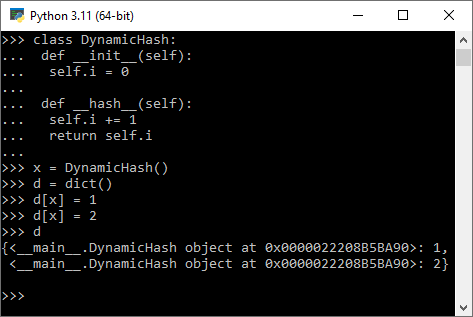 Python 3.11 (64-bit)
>>> class DynamicHash:
...  def __init__(self):
...   self.i = 0
...
...  def __hash__(self):
...   self.i += 1
...   return self.i
...
>>> x = DynamicHash()
>>> d = dict()
>>> d[x] = 1
>>> d[x] = 2
>>> d
{<__main__.DynamicHash object at 0x0000022208B5BA90>: 1,
 <__main__.DynamicHash object at 0x0000022208B5BA90>: 2}
>>>